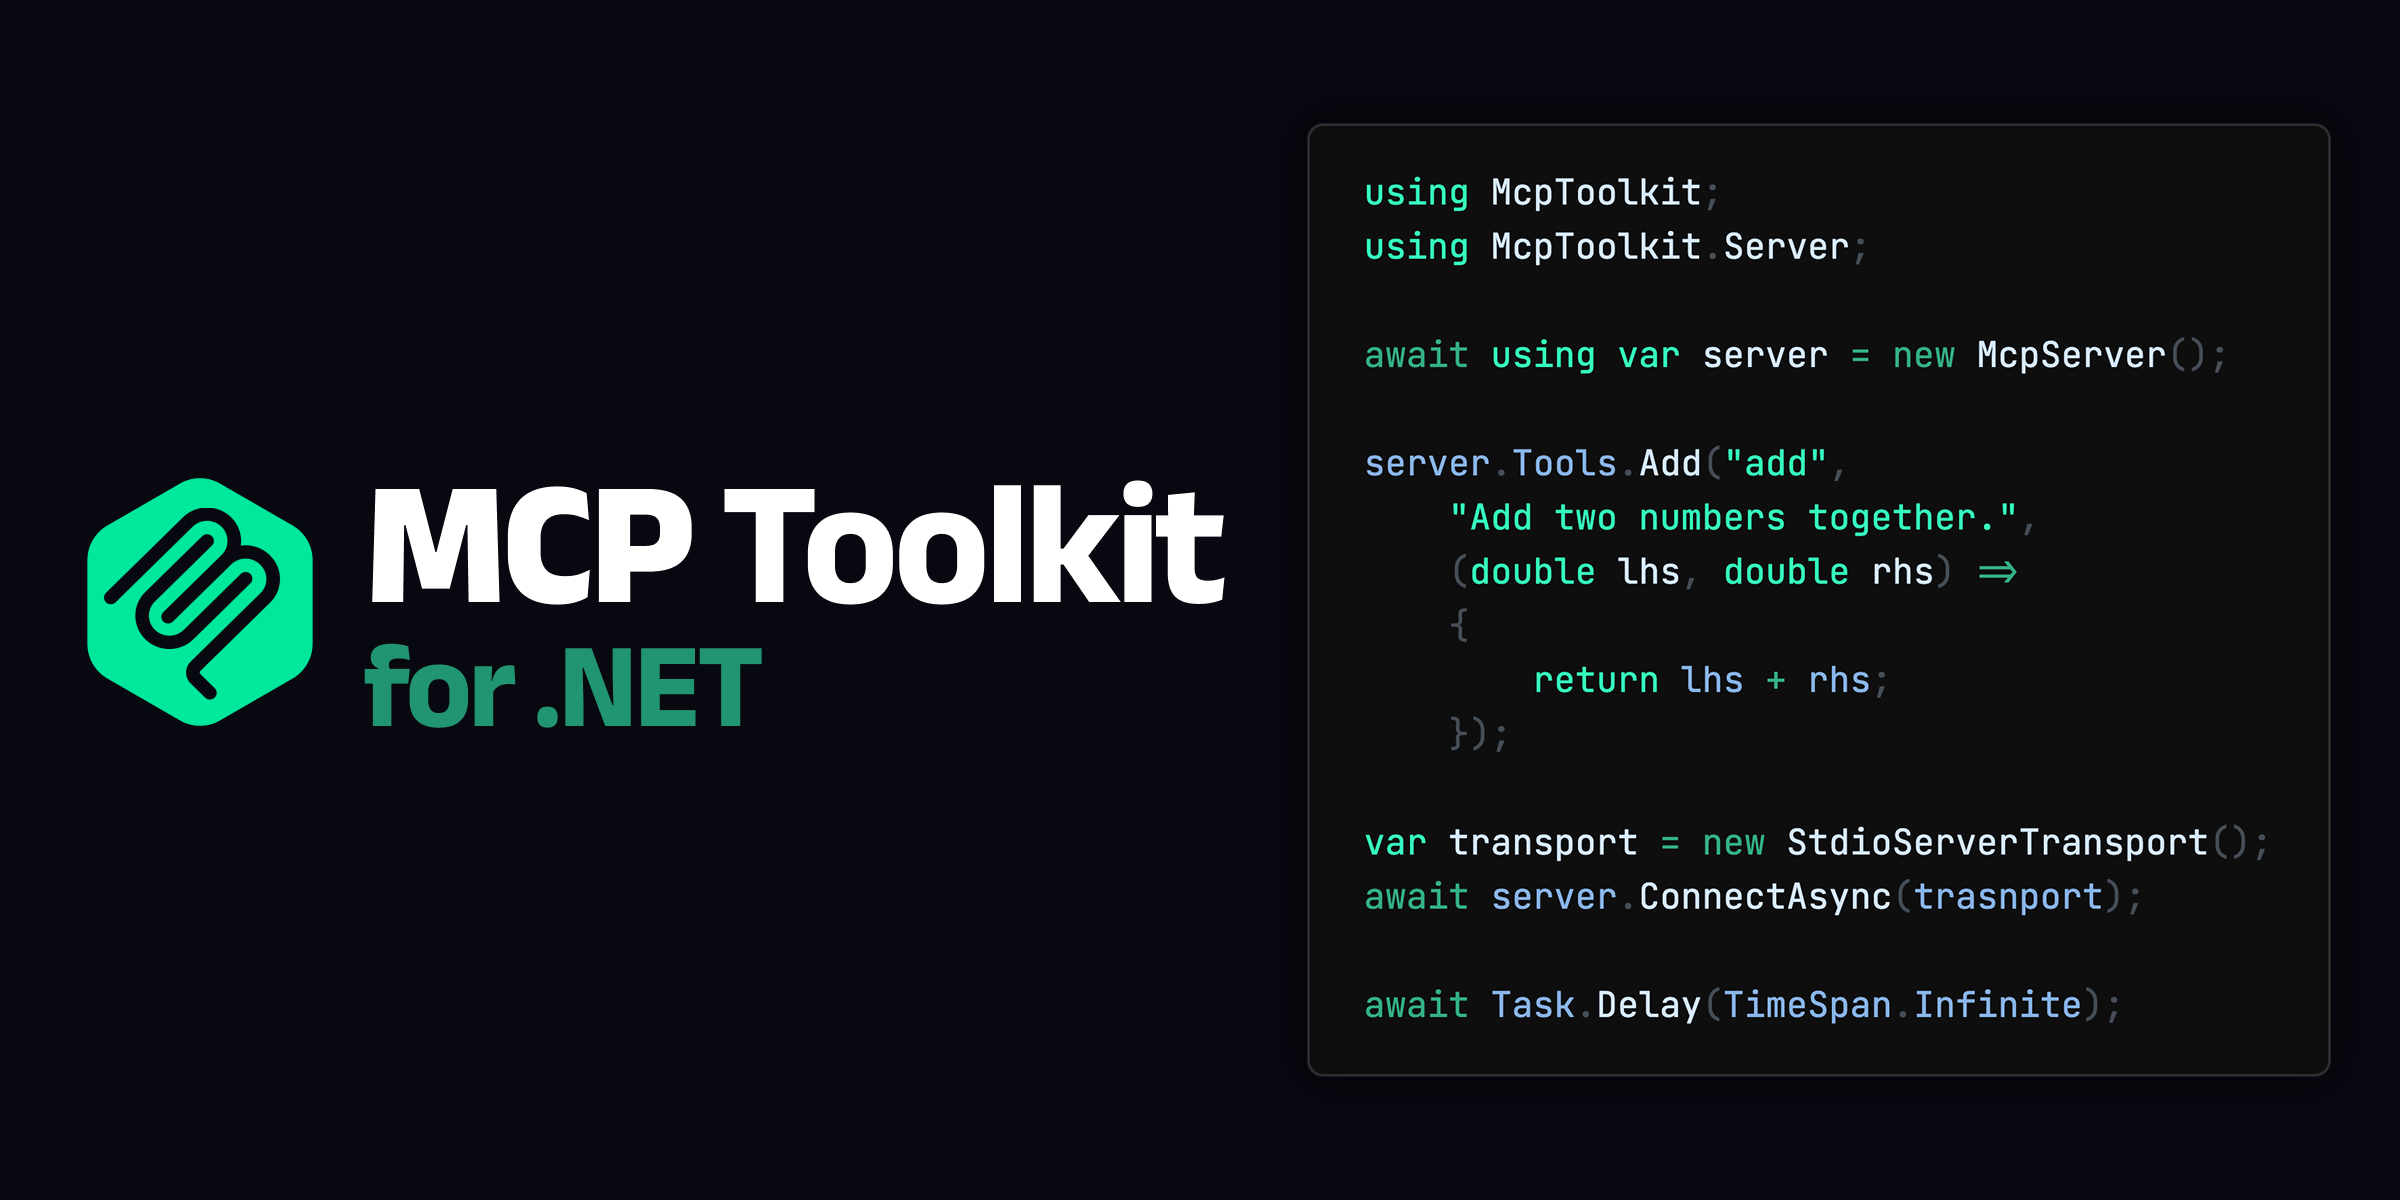 MCP Toolkit
for .NET
using McpToolkit;
using McpToolkit.Server;
await using var server = new McpServer();
server.Tools.Add("add",
    "Add two numbers together.",
    (double lhs, double rhs) =>
    {
        return lhs + rhs;
    });
var transport = new StdioServerTransport();
await server.ConnectAsync(trasnport);
await Task.Delay(TimeSpan.Infinite);